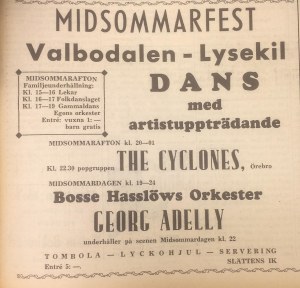 MIDSOMMARFEST
Valbodalen - Lysekil
MIDSOMMARAFTON
Familjeunderhållning:
Kl. 15—16 Lekar
Kl. 16—17 Folkdanslaget
Kl. 17—19 Gammaldans
Egons orkester
Entré vuxna 1:—
barn gratis
DANS
med
artistuppträdande
MIDSOMMARAFTON kl. 20—01
Kl. 22.30 popgruppen THE CYCLONES, Örebro
MIDSOMMARDAGEN kl. 19—24
Bosse Hasslöws Orkester
GEORG ADELLY
underhåller på scenen Midsommardagen kl. 22
TOMBOLA — LYCKOHJUL — SERVERING
Entré 5:—.
SLÄTTENS IK